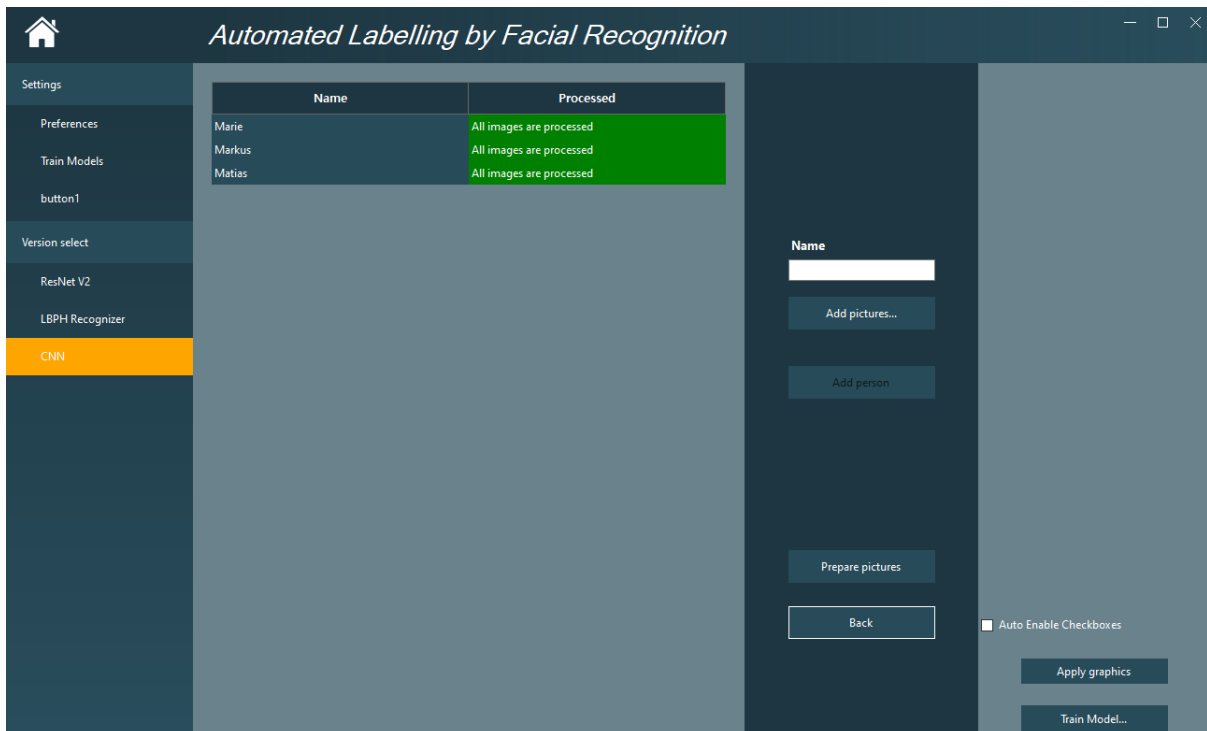 Automated Labelling by Facial Recognition
Settings
Preferences
Train Models
button1
Version select
ResNet V2
LBPH Recognizer
CNN
Name Processed
Marie All images are processed
Markus All images are processed
Matias All images are processed
Name
Add pictures...
Add person
Prepare pictures
Back
Auto Enable Checkboxes
Apply graphics
Train Model...